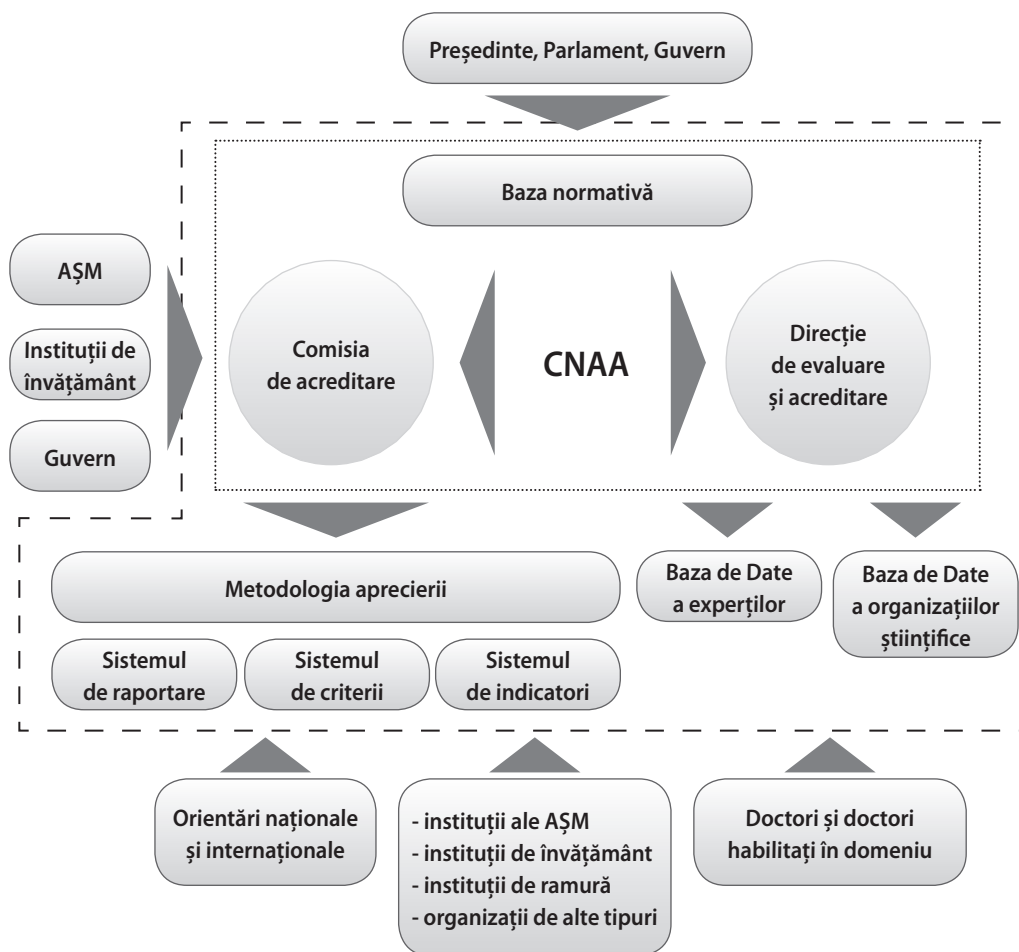 Președinte, Parlament, Guvern
Baza normativă
AȘM
Instituții de
învățământ
Guvern
Comisia
de acreditare
CNAA
Direcție
de evaluare
și acreditare
Metodologia aprecierii
Sistemul
de raportare
Sistemul
de criterii
Sistemul
de indicatori
Baza de Date
a experților
Baza de Date
a organizațiilor
științifice
Orientări naționale
și internaționale
- instituții ale AȘM
- instituții de învățământ
- instituții de ramură
- organizații de alte tipuri
Doctori și doctori
habilitați în domeniu